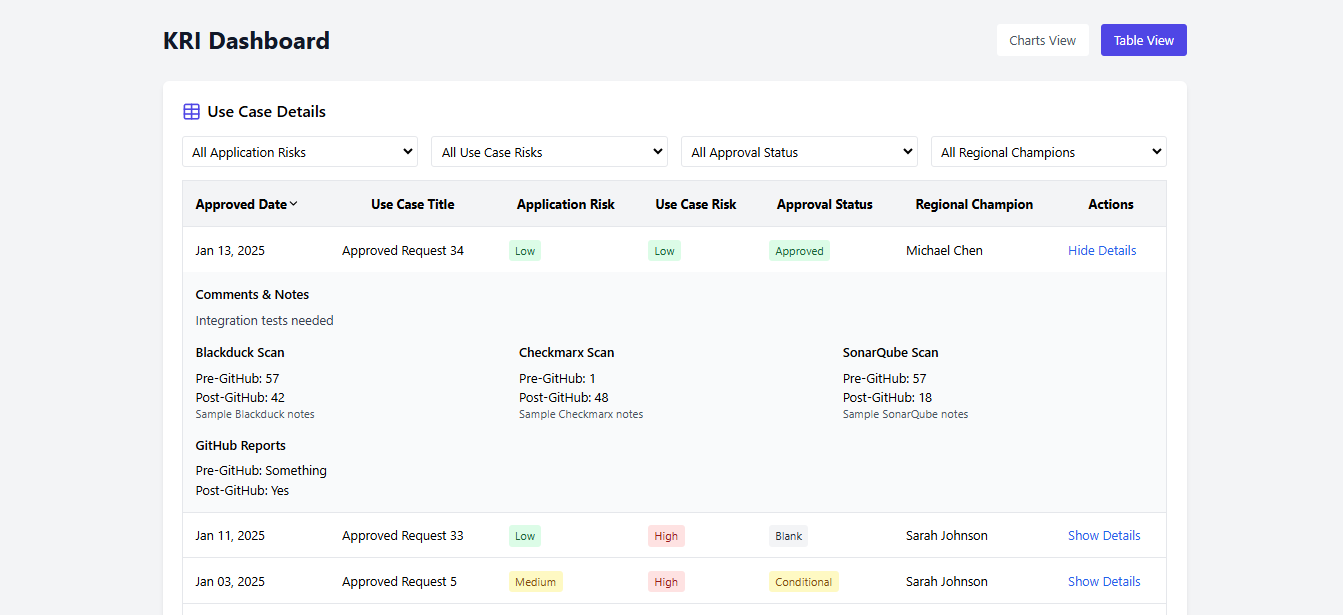 KRI Dashboard
Charts View Table View
Use Case Details
All Application Risks All Use Case Risks All Approval Status All Regional Champions
Approved Date Use Case Title Application Risk Use Case Risk Approval Status Regional Champion Actions
Jan 13, 2025 Approved Request 34 Low Low Approved Michael Chen Hide Details
Comments & Notes
Integration tests needed
Blackduck Scan Checkmarx Scan SonarQube Scan
Pre-GitHub: 57 Pre-GitHub: 1 Pre-GitHub: 57
Post-GitHub: 42 Post-GitHub: 48 Post-GitHub: 18
Sample Blackduck notes Sample Checkmarx notes Sample SonarQube notes
GitHub Reports
Pre-GitHub: Something
Post-GitHub: Yes
Jan 11, 2025 Approved Request 33 Low High Blank Sarah Johnson Show Details
Jan 03, 2025 Approved Request 5 Medium High Conditional Sarah Johnson Show Details